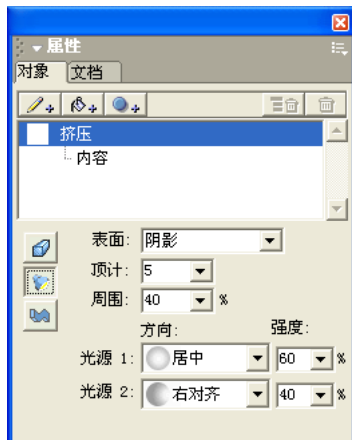 属性
对象 文档
挤压
内容
表面: 阴影
顶计: 5
周围: 40 %
方向: 强度:
光源 1: 居中 60 %
光源 2: 右对齐 40 %